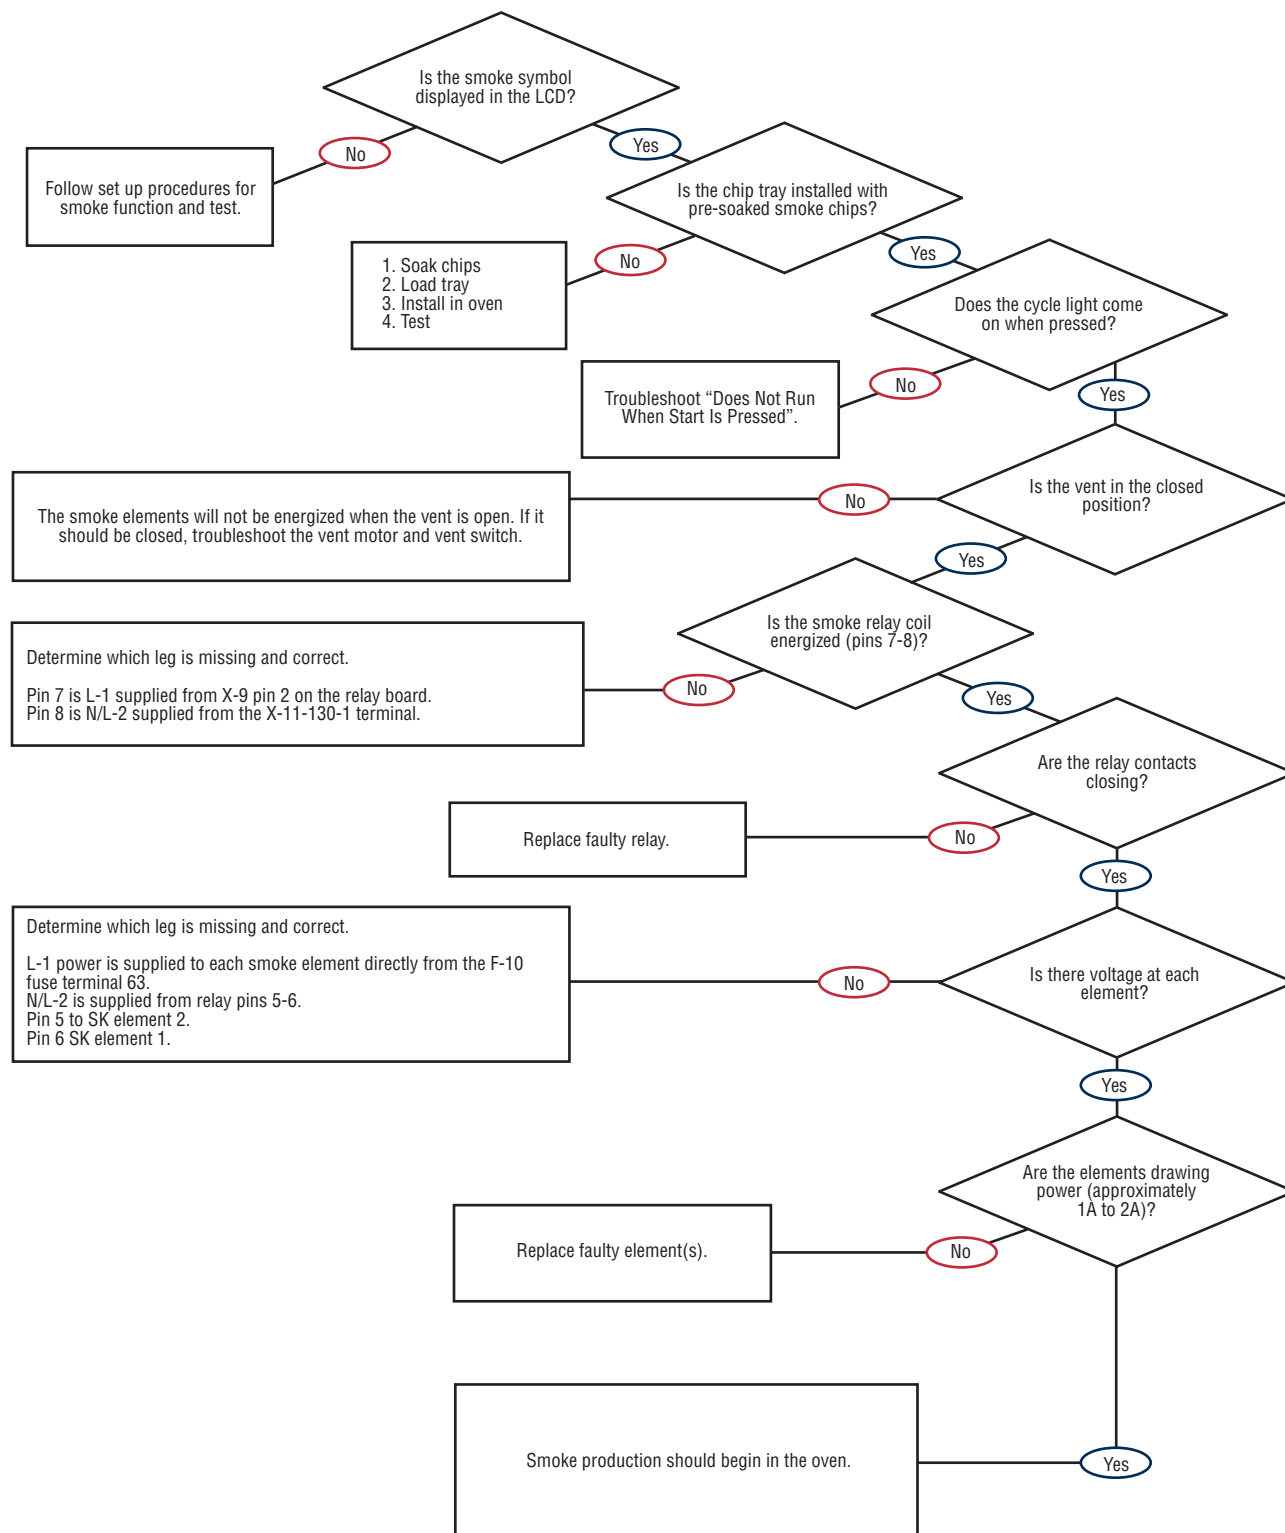 Is the smoke symbol
displayed in the LCD?
No
Yes
Follow set up procedures for
smoke function and test.
Is the chip tray installed with
pre-soaked smoke chips?
No
Yes
1. Soak chips
2. Load tray
3. Install in oven
4. Test
Does the cycle light come
on when pressed?
No
Yes
Troubleshoot “Does Not Run
When Start Is Pressed”.
Is the vent in the closed
position?
No
Yes
The smoke elements will not be energized when the vent is open. If it
should be closed, troubleshoot the vent motor and vent switch.
Is the smoke relay coil
energized (pins 7-8)?
No
Yes
Determine which leg is missing and correct.
Pin 7 is L-1 supplied from X-9 pin 2 on the relay board.
Pin 8 is N/L-2 supplied from the X-11-130-1 terminal.
Are the relay contacts
closing?
No
Yes
Replace faulty relay.
Is there voltage at each
element?
No
Yes
Determine which leg is missing and correct.
L-1 power is supplied to each smoke element directly from the F-10
fuse terminal 63.
N/L-2 is supplied from relay pins 5-6.
Pin 5 to SK element 2.
Pin 6 SK element 1.
Are the elements drawing
power (approximately
1A to 2A)?
No
Yes
Replace faulty element(s).
Smoke production should begin in the oven.